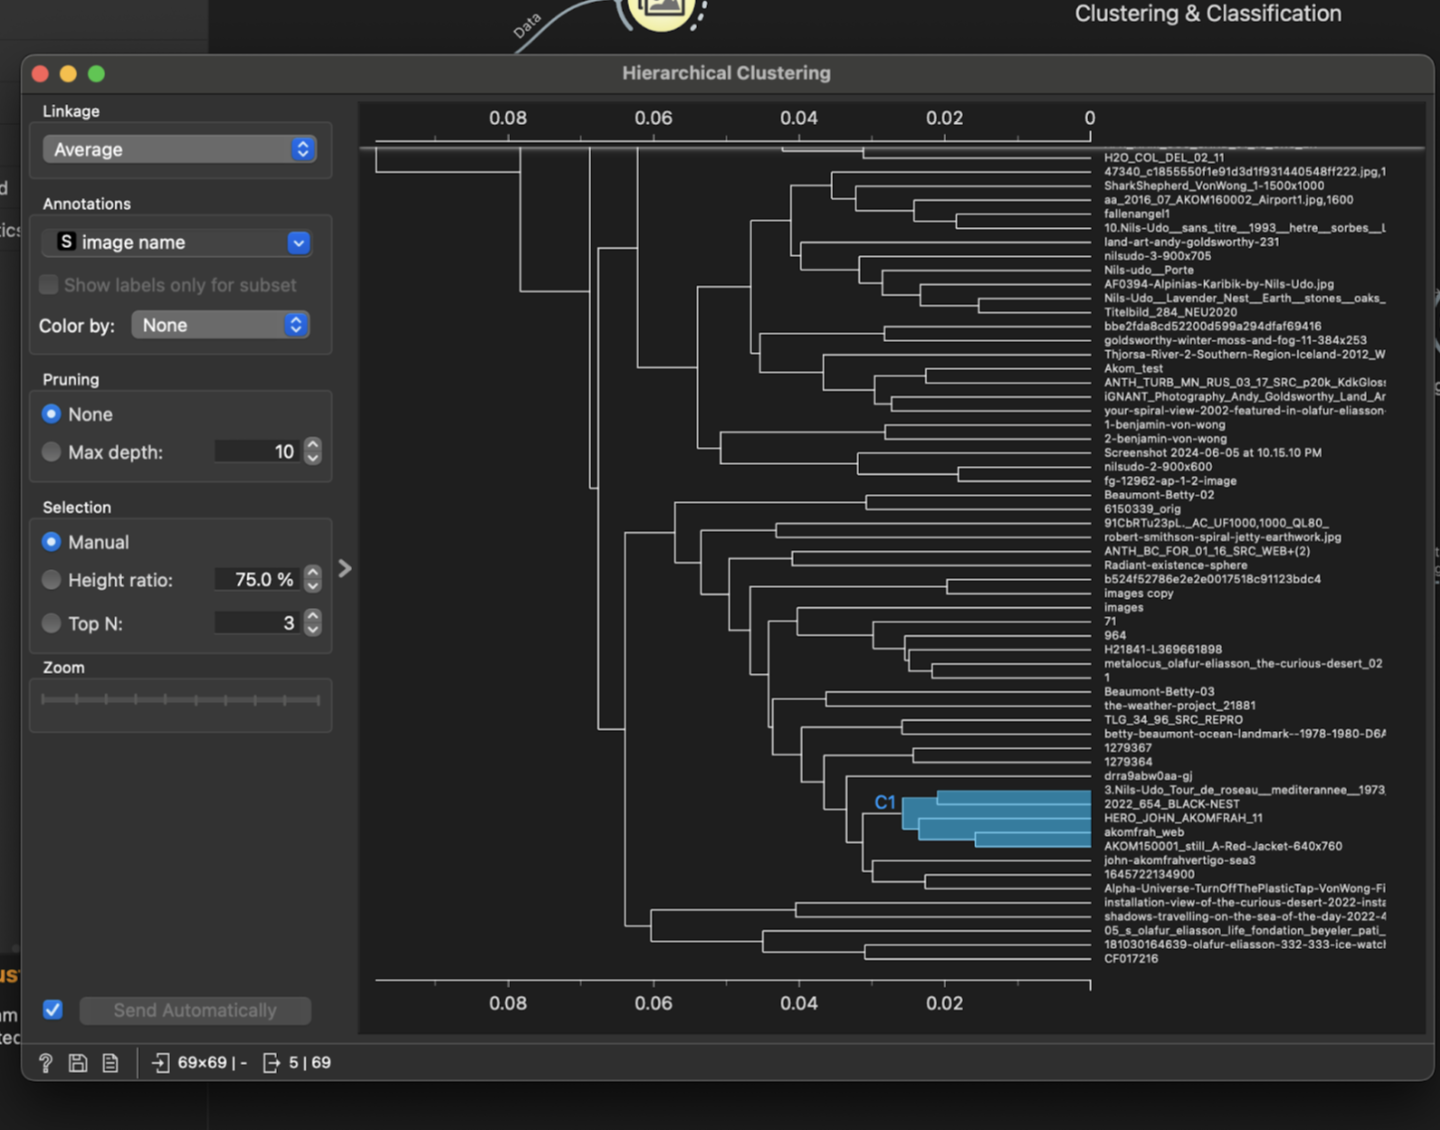 Data
Clustering & Classification
Hierarchical Clustering
Linkage
Average
Annotations
S image name
Show labels only for subset
Color by: None
Pruning
None
Max depth: 10
Selection
Manual
Height ratio: 75.0 %
Top N: 3
Zoom
Send Automatically
69×69 | - 5 | 69
0.08 0.06 0.04 0.02 0
H2O_COL_DEL_02_11
47340_c1855550f1e91d3d1f931440548ff222.jpg,1
SharkShepherd_VonWong_1-1500x1000
aa_2016_07_AKOM160002_Airport1.jpg,1600
fallenangel1
10.Nils-Udo__sans_titre__1993__hetre__sorbes__L
land-art-andy-goldsworthy-231
nilsudo-3-900x705
Nils-udo__Porte
AF0394-Alpinias-Karibik-by-Nils-Udo.jpg
Nils-Udo__Lavender_Nest__Earth__stones__oaks_
Titelbild_284_NEU2020
bbe2fda8cd52200d599a294dfaf69416
goldsworthy-winter-moss-and-fog-11-384x253
Thjorsa-River-2-Southern-Region-Iceland-2012_W
Akom_test
ANTH_TURB_MN_RUS_03_17_SRC_p20k_KdkGloss
iGNANT_Photography_Andy_Goldsworthy_Land_Ar
your-spiral-view-2002-featured-in-olafur-eliasson-
1-benjamin-von-wong
2-benjamin-von-wong
Screenshot 2024-06-05 at 10.15.10 PM
nilsudo-2-900x600
fg-12962-ap-1-2-image
Beaumont-Betty-02
6150339_orig
91CbRTu23pL._AC_UF1000,1000_QL80_
robert-smithson-spiral-jetty-earthwork.jpg
ANTH_BC_FOR_01_16_SRC_WEB+(2)
Radiant-existence-sphere
b524f52786e2e2e0017518c91123bdc4
images copy
images
71
964
H21841-L369661898
metalocus_olafur-eliasson_the-curious-desert_02
1
Beaumont-Betty-03
the-weather-project_21881
TLG_34_96_SRC_REPRO
betty-beaumont-ocean-landmark--1978-1980-D6A
1279367
1279364
drra9abw0aa-gj
C1
3.Nils-Udo_Tour_de_roseau__mediterannee__1973_
2022_654_BLACK-NEST
HERO_JOHN_AKOMFRAH_11
akomfrah_web
AKOM150001_still_A-Red-Jacket-640x760
john-akomfrahvertigo-sea3
1645722134900
Alpha-Universe-TurnOffThePlasticTap-VonWong-Fi
installation-view-of-the-curious-desert-2022-insta
shadows-travelling-on-the-sea-of-the-day-2022-4
05_s_olafur_eliasson_life_fondation_beyeler_pati_
181030164639-olafur-eliasson-332-333-ice-watcl
CF017216
0.08 0.06 0.04 0.02